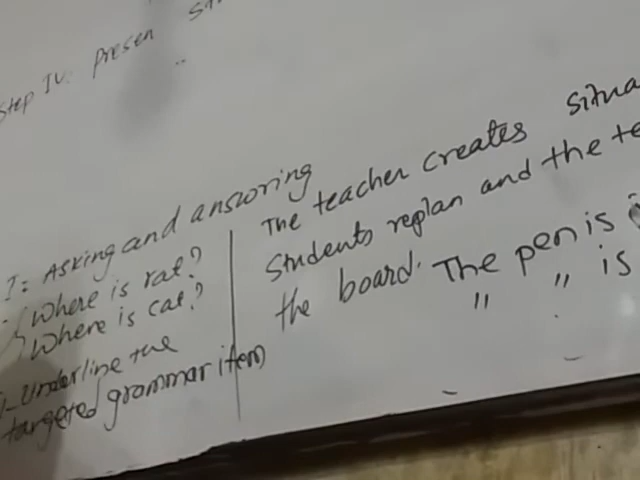 Step IV: Presen
I: Asking and answoring
Where is rat?
Where is cat?
Underline the
targeted grammar item
The teacher creates situa
Students replan and the te
the board. The pen is
" " is